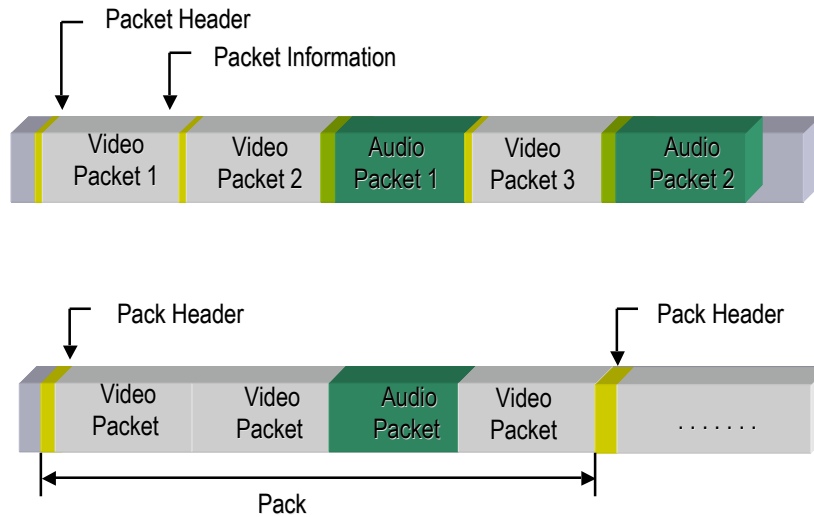 Packet Header
Packet Information
Video
Packet 1
Video
Packet 2
Audio
Packet 1
Video
Packet 3
Audio
Packet 2
Pack Header
Pack Header
Video
Packet
Video
Packet
Audio
Packet
Video
Packet
. . . . . . .
Pack